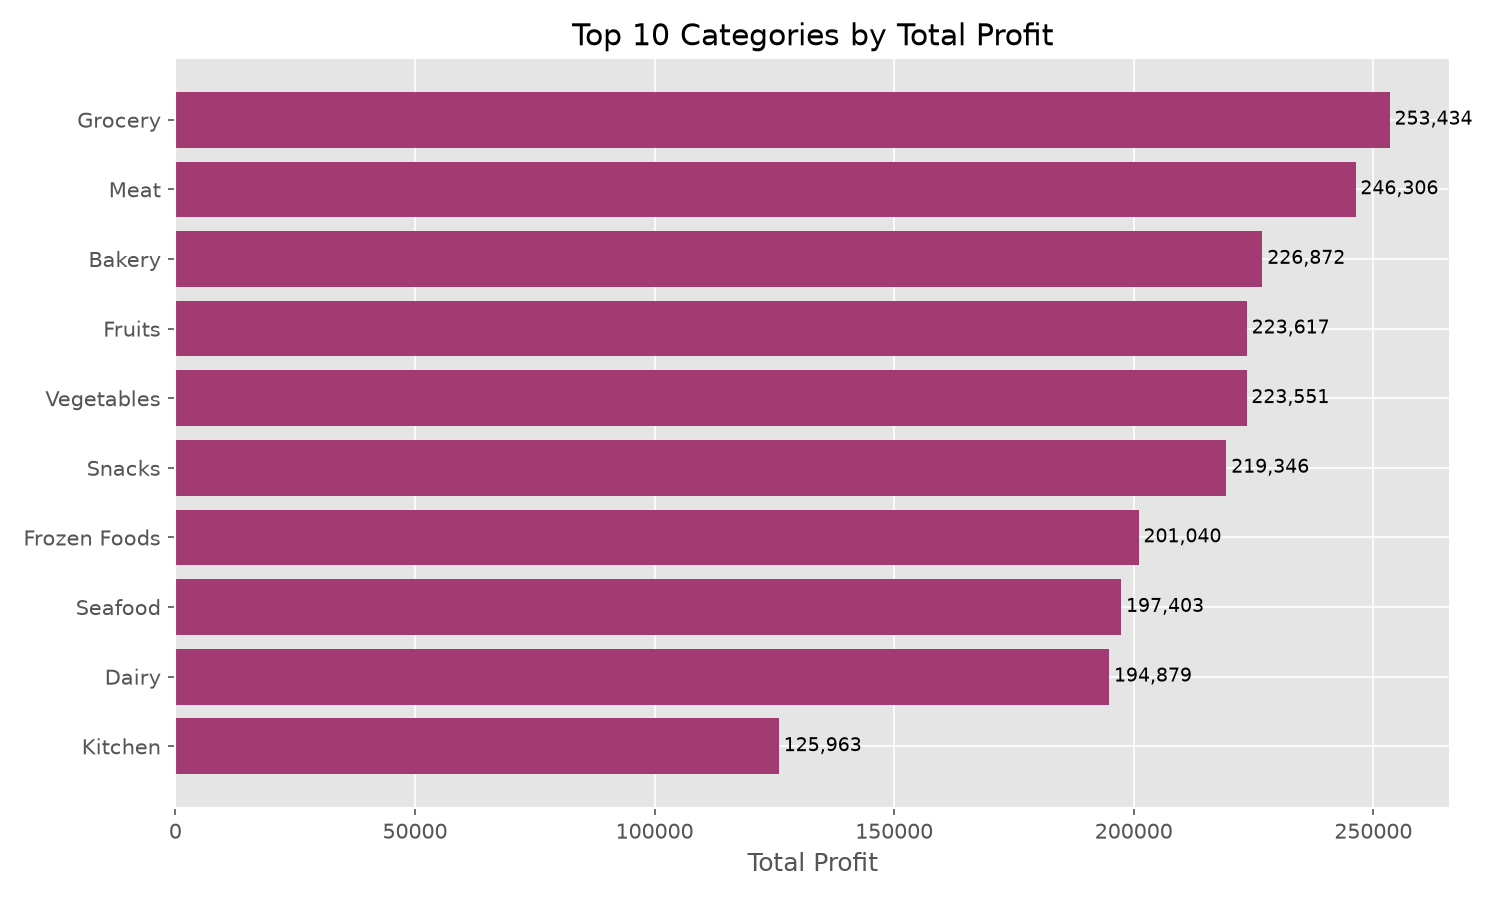 Top 10 Categories by Total Profit
Grocery 253,434
Meat 246,306
Bakery 226,872
Fruits 223,617
Vegetables 223,551
Snacks 219,346
Frozen Foods 201,040
Seafood 197,403
Dairy 194,879
Kitchen 125,963
0 50000 100000 150000 200000 250000
Total Profit